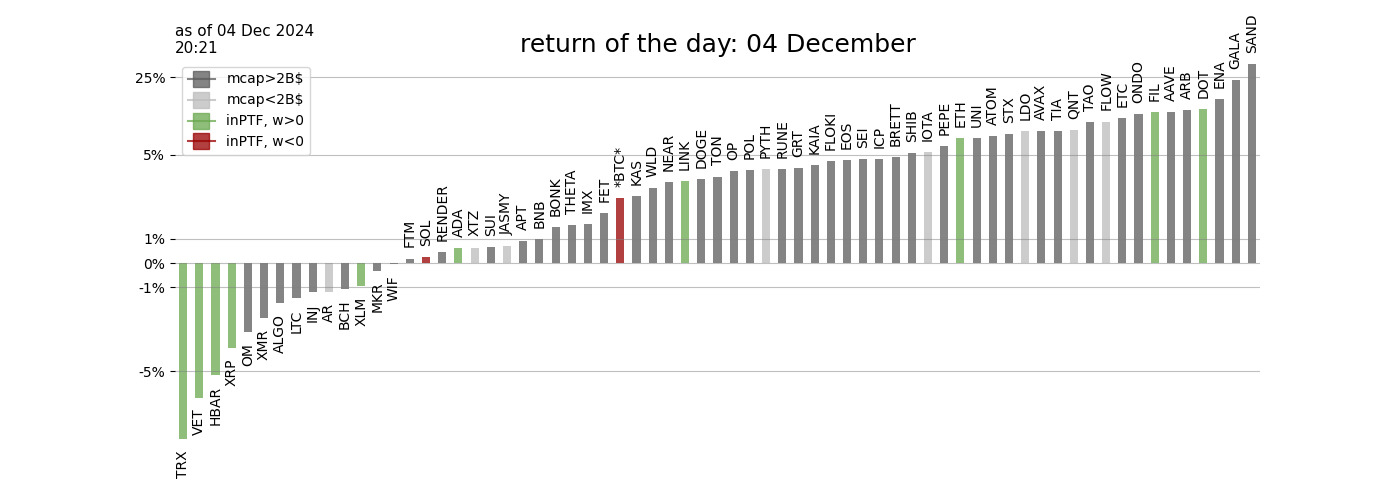 as of 04 Dec 2024
20:21
return of the day: 04 December
mcap>2B$
mcap<2B$
inPTF, w>0
inPTF, w<0
25%
5%
1%
0%
-1%
-5%
TRX
VET
HBAR
XRP
OM
XMR
ALGO
LTC
INJ
AR
BCH
XLM
MKR
WIF
FTM
SOL
RENDER
ADA
XTZ
SUI
JASMY
APT
BNB
BONK
THETA
IMX
FET
*BTC*
KAS
WLD
NEAR
LINK
DOGE
TON
OP
POL
PYTH
RUNE
GRT
KAIA
FLOKI
EOS
SEI
ICP
BRETT
SHIB
IOTA
PEPE
ETH
UNI
ATOM
STX
LDO
AVAX
TIA
QNT
TAO
FLOW
ETC
ONDO
FIL
AAVE
ARB
DOT
ENA
GALA
SAND